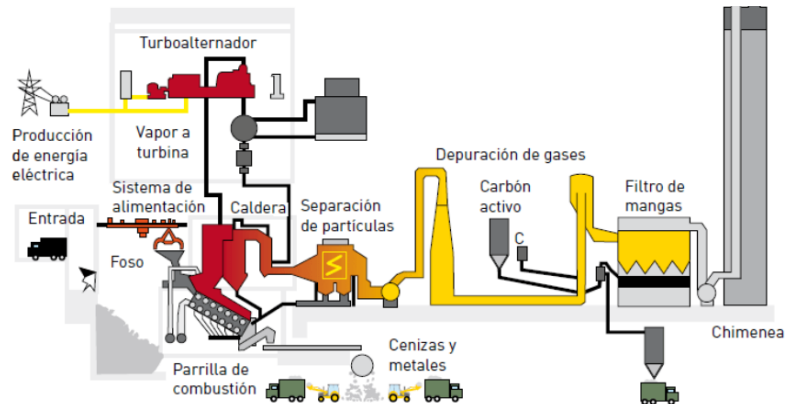 Turboalternador
Producción
de energía
eléctrica
Vapor a
turbina
Sistema de
alimentación
Entrada
Foso
Caldera
Separación
de partículas
Depuración de gases
Carbón
activo
C
Filtro de
mangas
Chimenea
Parrilla de
combustión
Cenizas y
metales